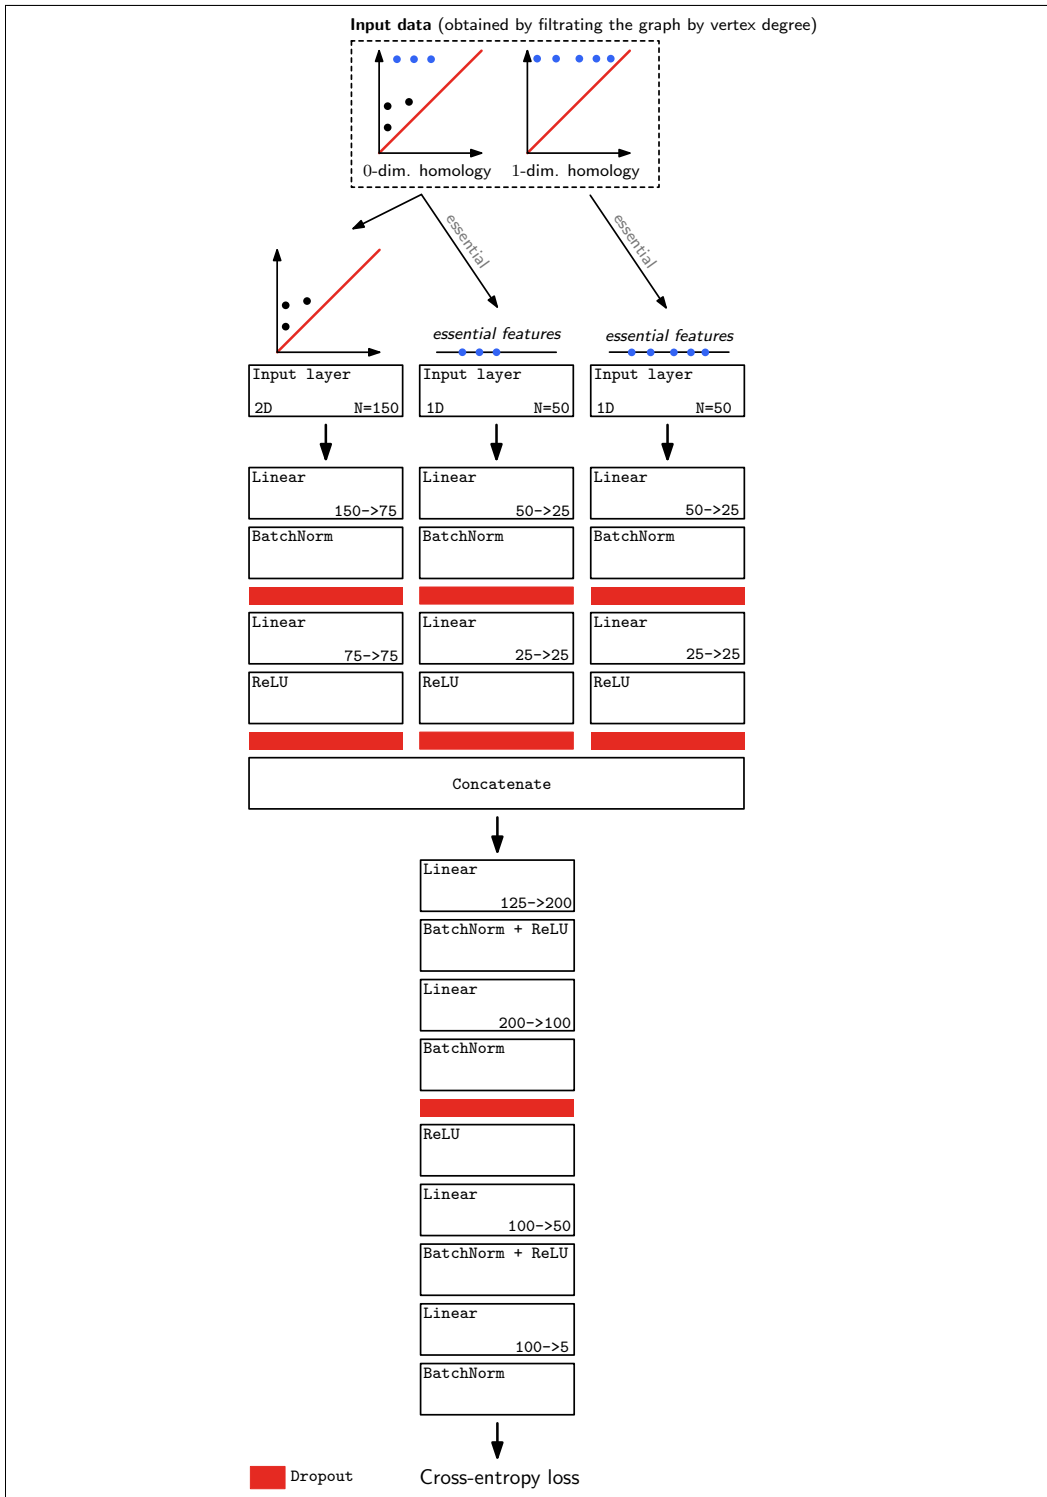 Input data (obtained by filtrating the graph by vertex degree)
0-dim. homology 1-dim. homology
essential essential
essential features essential features
Input layer Input layer Input layer
2D N=150 1D N=50 1D N=50
Linear Linear Linear
150->75 50->25 50->25
BatchNorm BatchNorm BatchNorm
Linear Linear Linear
75->75 25->25 25->25
ReLU ReLU ReLU
Concatenate
Linear
125->200
BatchNorm + ReLU
Linear
200->100
BatchNorm
ReLU
Linear
100->50
BatchNorm + ReLU
Linear
100->5
BatchNorm
Dropout Cross-entropy loss